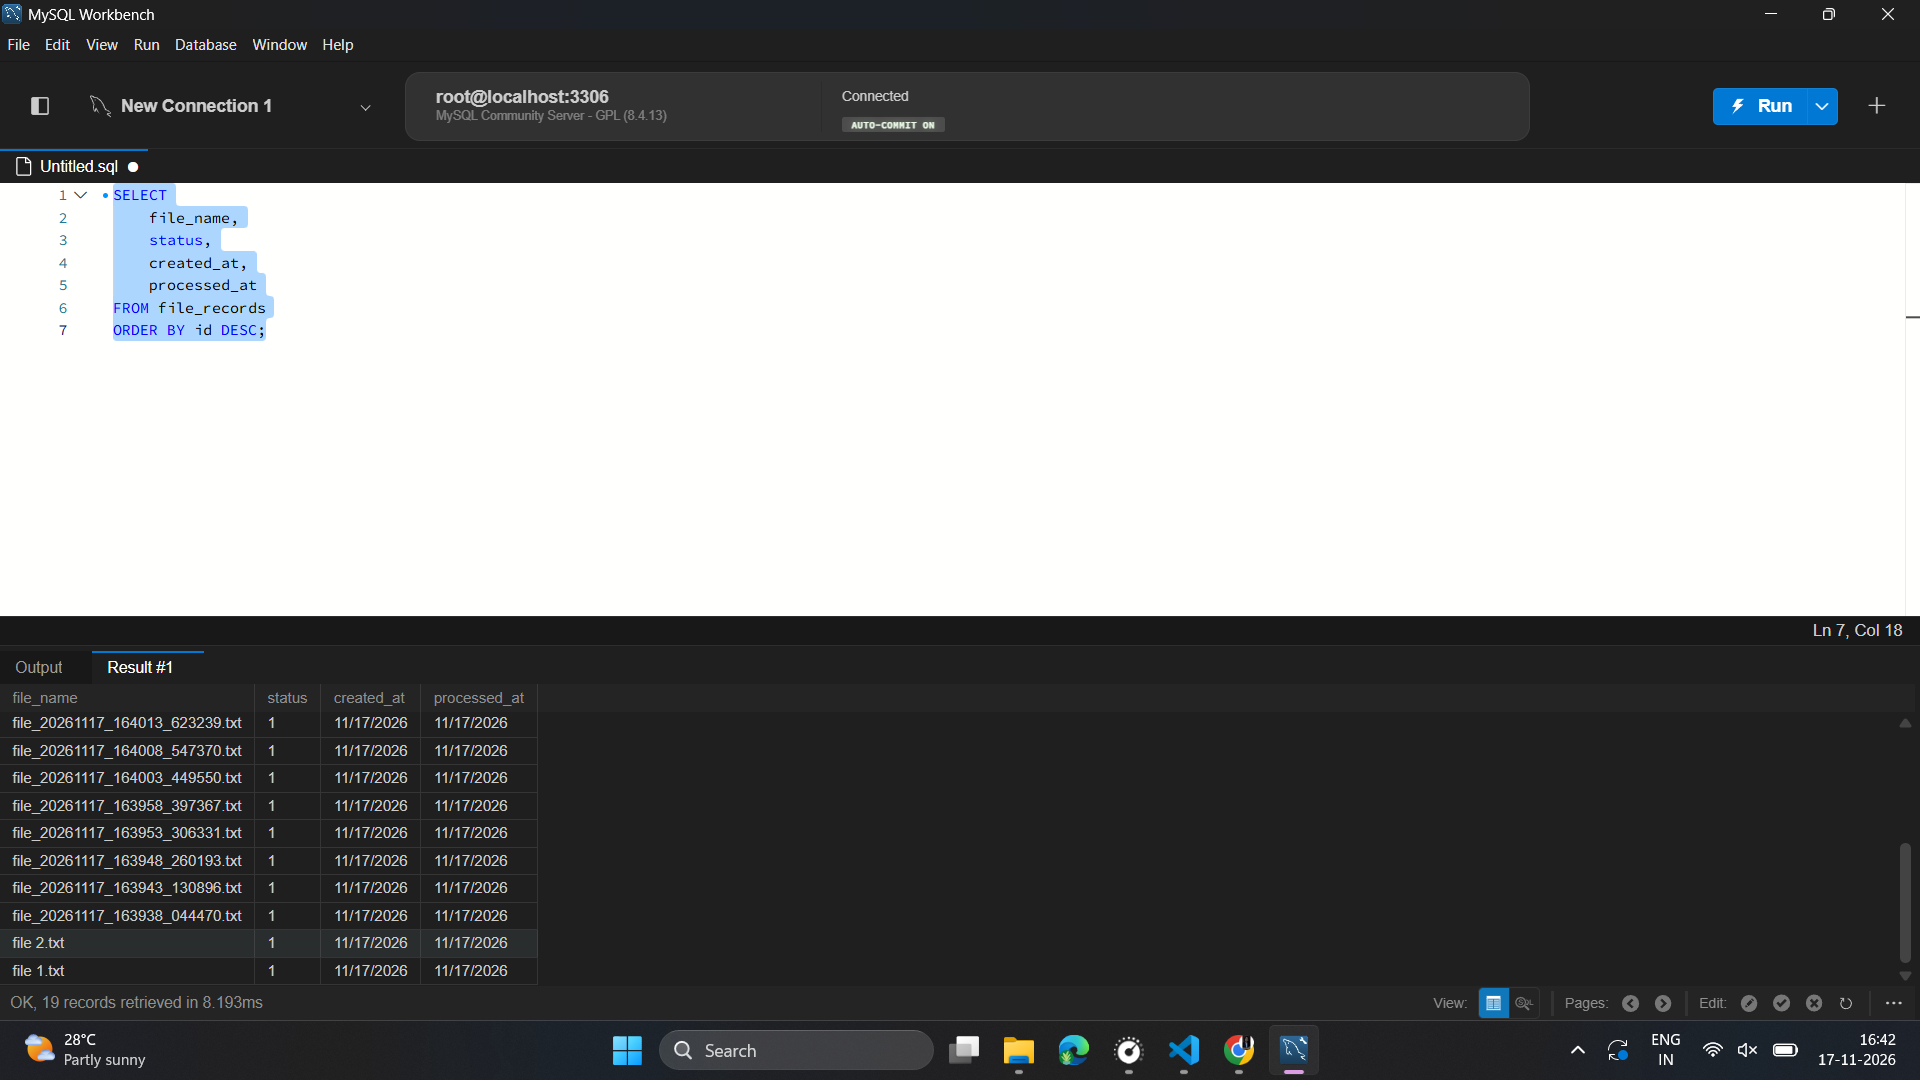 MySQL Workbench
File Edit View Run Database Window Help
New Connection 1
root@localhost:3306
MySQL Community Server - GPL (8.4.13)
Connected
AUTO-COMMIT ON
Run
Untitled.sql
1 SELECT
2 file_name,
3 status,
4 created_at,
5 processed_at
6 FROM file_records
7 ORDER BY id DESC;
Ln 7, Col 18
Output Result #1
file_name status created_at processed_at
file_20261117_164013_623239.txt 1 11/17/2026 11/17/2026
file_20261117_164008_547370.txt 1 11/17/2026 11/17/2026
file_20261117_164003_449550.txt 1 11/17/2026 11/17/2026
file_20261117_163958_397367.txt 1 11/17/2026 11/17/2026
file_20261117_163953_306331.txt 1 11/17/2026 11/17/2026
file_20261117_163948_260193.txt 1 11/17/2026 11/17/2026
file_20261117_163943_130896.txt 1 11/17/2026 11/17/2026
file_20261117_163938_044470.txt 1 11/17/2026 11/17/2026
file 2.txt 1 11/17/2026 11/17/2026
file 1.txt 1 11/17/2026 11/17/2026
OK, 19 records retrieved in 8.193ms
View: SQL Pages: Edit:
28°C
Partly sunny
Search
ENG
IN
16:42
17-11-2026